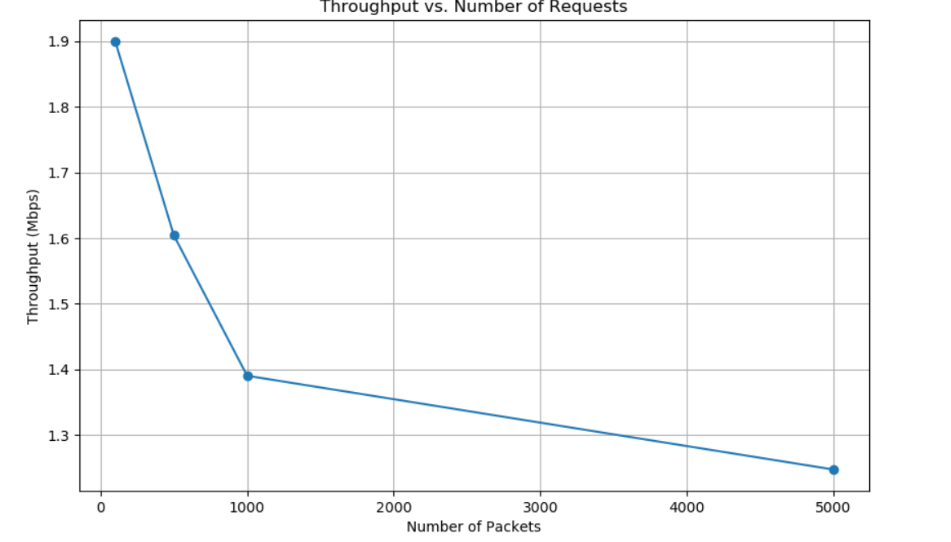 Throughput vs. Number of Requests
1.9
1.8
1.7
1.6
1.5
1.4
1.3
Throughput (Mbps)
0 1000 2000 3000 4000 5000
Number of Packets